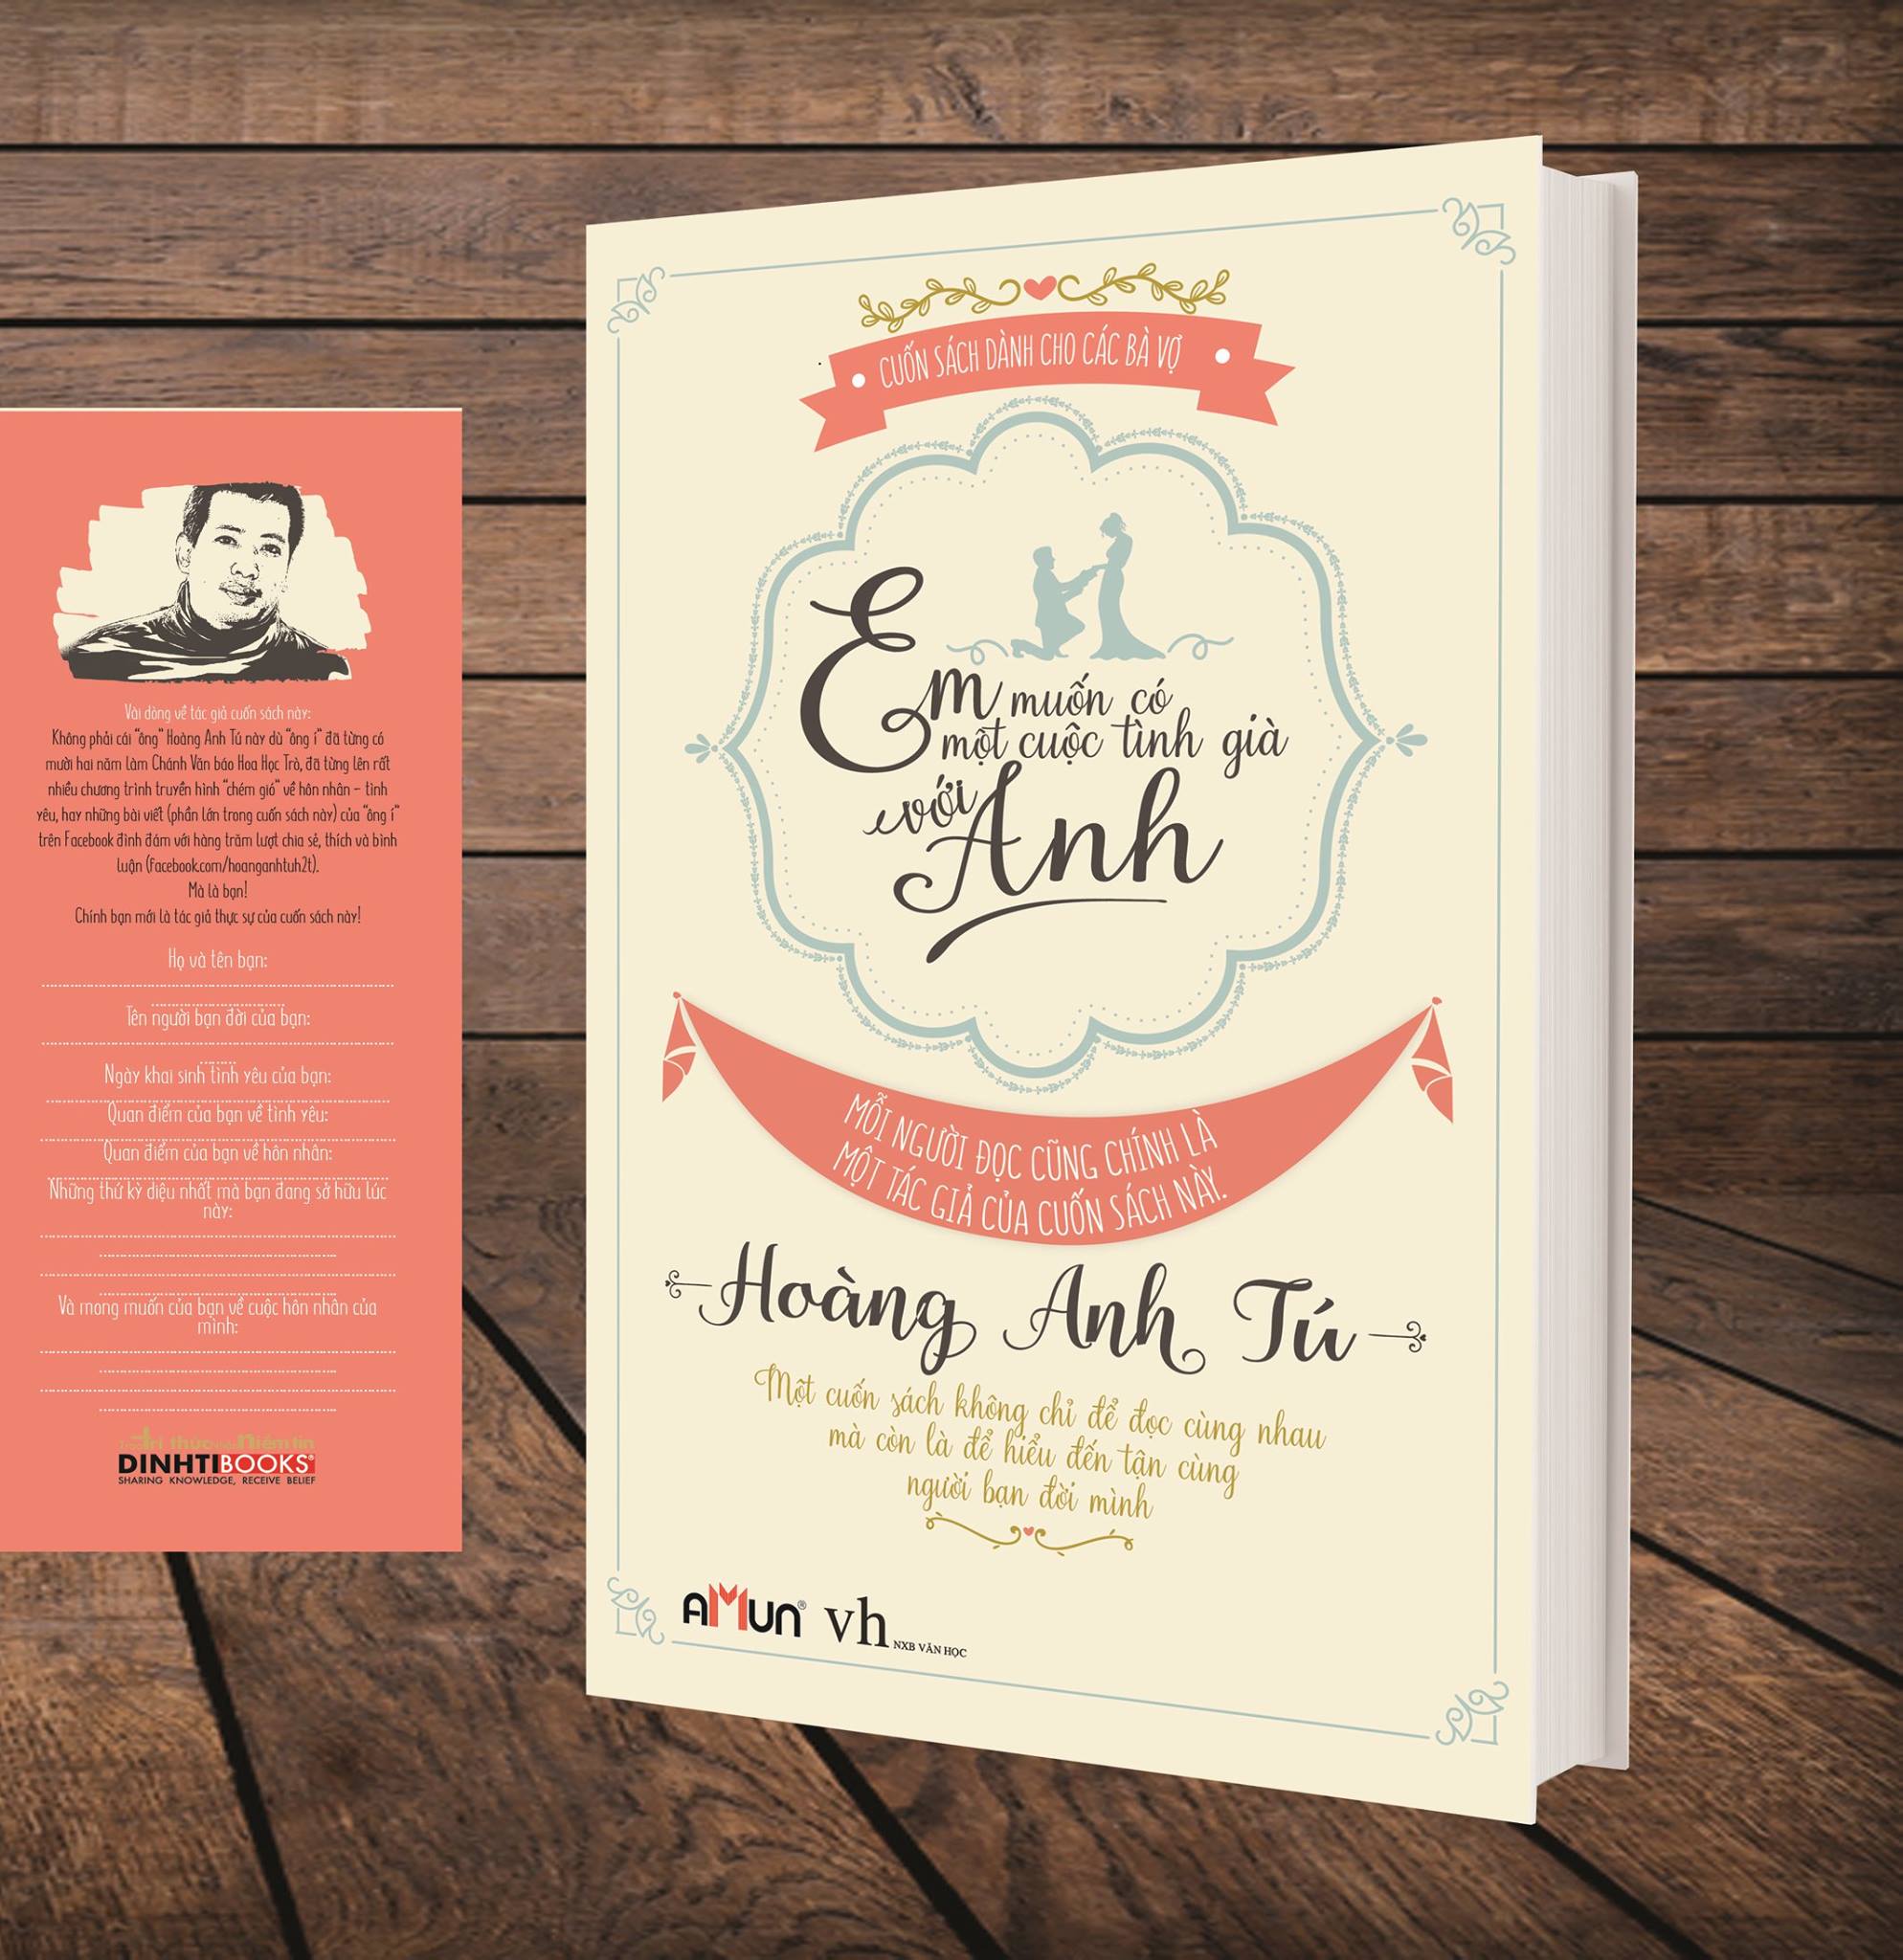 Vài dòng về tác giả cuốn sách này:
Không phải cái "ông" Hoàng Anh Tú này dù "ông í" đã từng có
mười hai năm làm Chánh Văn báo Hoa Học Trò, đã từng lên rất
nhiều chương trình truyền hình "chém gió" về hôn nhân – tình
yêu, hay những bài viết (phần lớn trong cuốn sách này) của "ông í"
trên Facebook đình đám với hàng trăm lượt chia sẻ, thích và bình
luận (facebook.com/hoanganhtuh2t).
Mà là bạn!
Chính bạn mới là tác giả thực sự của cuốn sách này!
Họ và tên bạn:
Tên người bạn đời của bạn:
Ngày khai sinh tình yêu của bạn:
Quan điểm của bạn về tình yêu:
Quan điểm của bạn về hôn nhân:
Những thứ kỳ diệu nhất mà bạn đang sở hữu lúc
này:
Và mong muốn của bạn về cuộc hôn nhân của
mình:
tri thức niềm tin
DINHTIBOOKS®
SHARING KNOWLEDGE, RECEIVE BELIEF
CUỐN SÁCH DÀNH CHO CÁC BÀ VỢ
Em muốn có
một cuộc tình già
với Anh
MỖI NGƯỜI ĐỌC CŨNG CHÍNH LÀ
MỘT TÁC GIẢ CỦA CUỐN SÁCH NÀY.
Hoàng Anh Tú
Một cuốn sách không chỉ để đọc cùng nhau
mà còn là để hiểu đến tận cùng
người bạn đời mình
AMUN® vh NXB VĂN HỌC